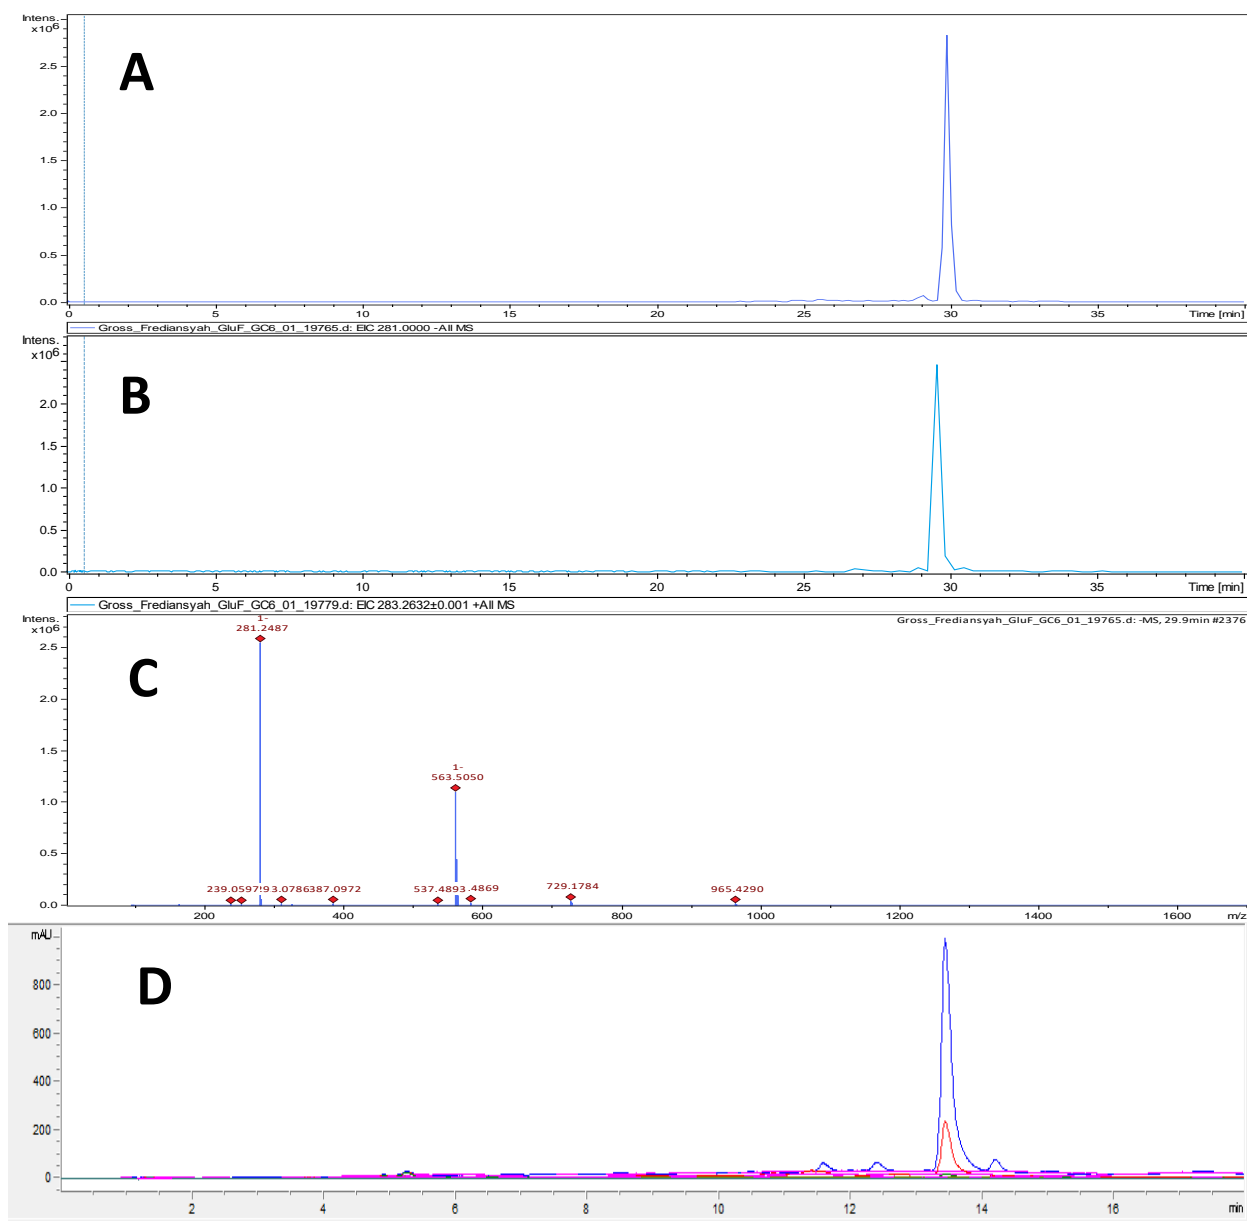 Intens.
x10⁶
A
2.5
2.0
1.5
1.0
0.5
0.0
0 5 10 15 20 25 30 35 Time [min]
Gross_Frediansyah_GluF_GC6_01_19765.d: EIC 281.0000 -All MS
Intens.
x10⁶
B
2.0
1.5
1.0
0.5
0.0
0 5 10 15 20 25 30 35 Time [min]
Gross_Frediansyah_GluF_GC6_01_19779.d: EIC 283.2632±0.001 +All MS
Intens.
x10⁶
1-
281.2487
Gross_Frediansyah_GluF_GC6_01_19765.d: -MS, 29.9min #2376
C
2.5
2.0
1.5
1.0
0.5
0.0
1-
563.5050
239.0597
93.0786
387.0972
537.4893
.4869
729.1784
965.4290
200 400 600 800 1000 1200 1400 1600 m/z
mAU
D
800
600
400
200
0
2 4 6 8 10 12 14 16 min